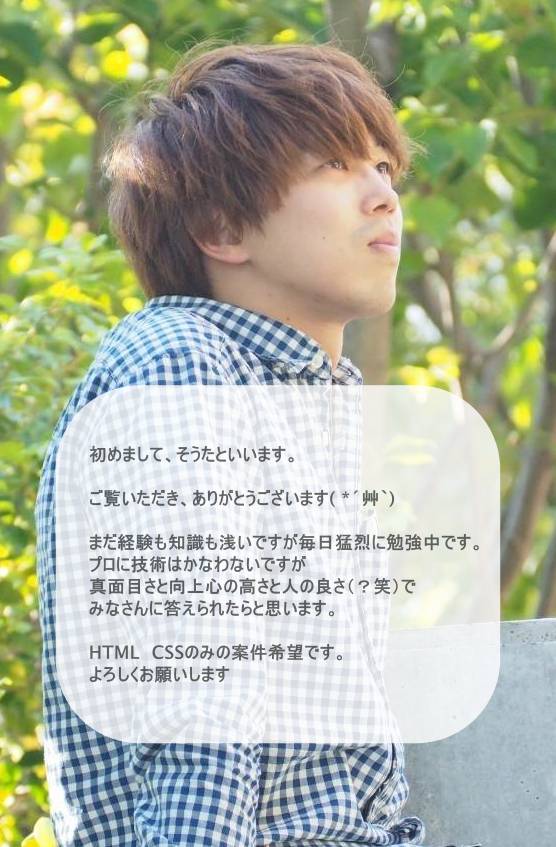 初めまして、そうたといいます。
ご覧いただき、ありがとうございます( *´艸`)
まだ経験も知識も浅いですが毎日猛烈に勉強中です。
プロに技術はかなわないですが
真面目さと向上心の高さと人の良さ(？笑)で
みなさんに答えられたらと思います。
HTML　CSSのみの案件希望です。
よろしくお願いします